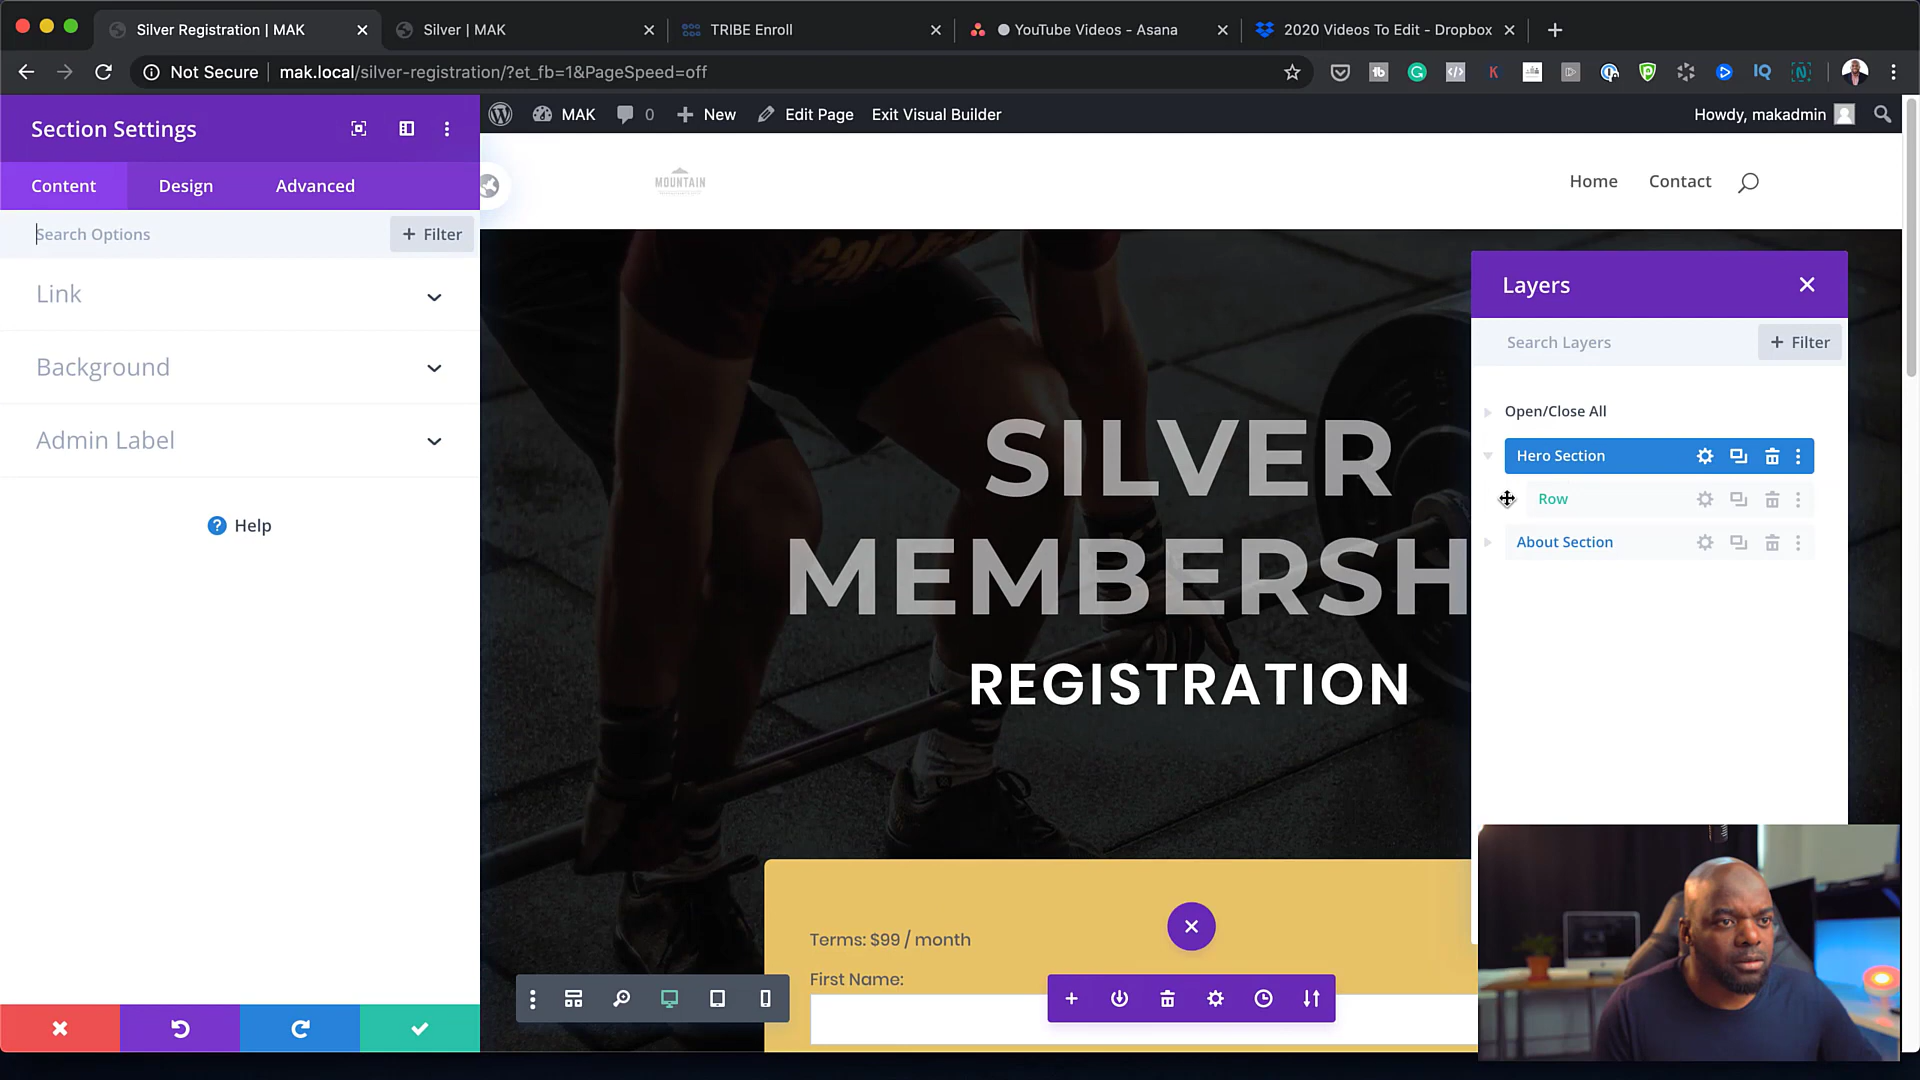 Silver Registration | MAK
Silver | MAK
TRIBE Enroll
YouTube Videos - Asana
2020 Videos To Edit - Dropbox
Not Secure
mak.local/silver-registration/?et_fb=1&PageSpeed=off
Section Settings
MAK
0
New
Edit Page
Exit Visual Builder
Howdy, makadmin
Content
Design
Advanced
MOUNTAIN
Home
Contact
Search Options
+ Filter
Link
Background
Admin Label
Help
Layers
Search Layers
+ Filter
Open/Close All
Hero Section
Row
About Section
SILVER
MEMBERSH
REGISTRATION
Terms: $99 / month
First Name: